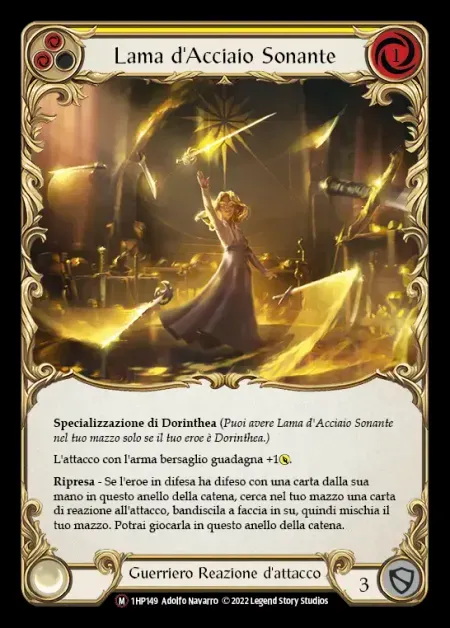 Lama d'Acciaio Sonante
1
Specializzazione di Dorinthea (Puoi avere Lama d'Acciaio Sonante
nel tuo mazzo solo se il tuo eroe è Dorinthea.)
L'attacco con l'arma bersaglio guadagna +1.
Ripresa - Se l'eroe in difesa ha difeso con una carta dalla sua
mano in questo anello della catena, cerca nel tuo mazzo una carta
di reazione all'attacco, bandiscila a faccia in su, quindi mischia il
tuo mazzo. Potrai giocarla in questo anello della catena.
Guerriero Reazione d'attacco
3
M 1HP149 Adolfo Navarro ©2022 Legend Story Studios